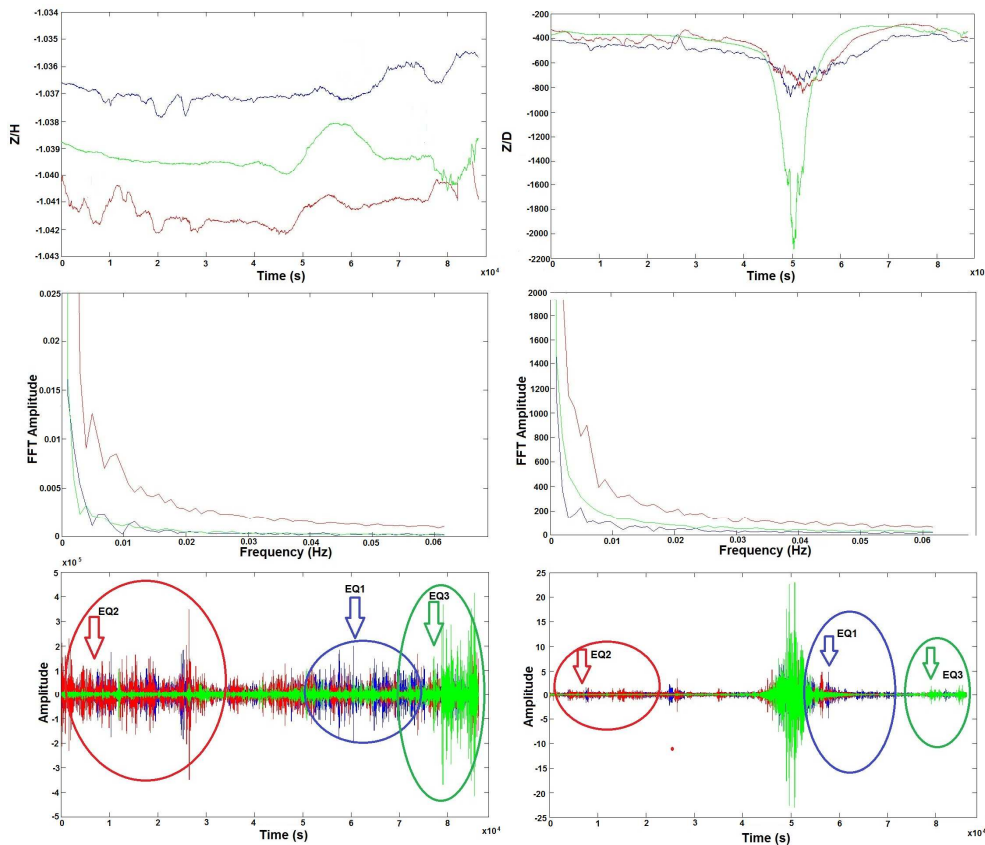 -1.034
-1.035
-1.036
-1.037
-1.038
-1.039
-1.040
-1.041
-1.042
-1.043
Z/H
0 1 2 3 4 5 6 7 8
Time (s)
x10⁴
-200
-400
-600
-800
-1000
-1200
-1400
-1600
-1800
-2000
-2200
Z/D
0 1 2 3 4 5 6 7 8
Time (s)
x10⁴
0.025
0.02
0.015
0.01
0.005
0
FFT Amplitude
0.01 0.02 0.03 0.04 0.05 0.06
Frequency (Hz)
2000
1800
1600
1400
1200
1000
800
600
400
200
0
FFT Amplitude
0 0.01 0.02 0.03 0.04 0.05 0.06
Frequency (Hz)
x10⁻⁵
5
4
3
2
1
0
-1
-2
-3
-4
-5
Amplitude
EQ2
EQ1
EQ3
0 1 2 3 4 5 6 7 8
Time (s)
x10⁴
25
20
15
10
5
0
-5
-10
-15
-20
-25
Amplitude
EQ2
EQ1
EQ3
0 1 2 3 4 5 6 7 8
Time (s)
x10⁴